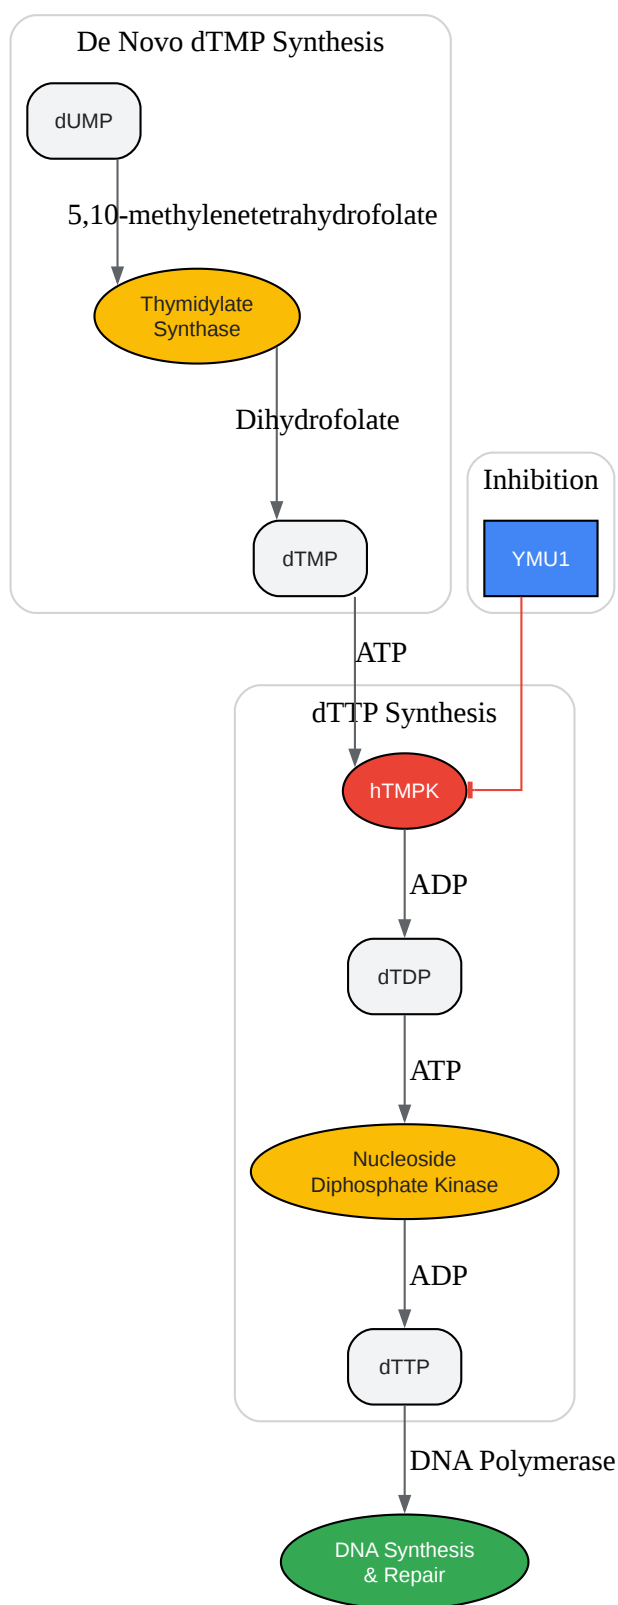 De Novo dTMP Synthesis
dUMP
5,10-methylenetetrahydrofolate
Thymidylate
Synthase
Dihydrofolate
Inhibition
dTMP
YMU1
ATP
dTTP Synthesis
hTMPK
ADP
dTDP
ATP
Nucleoside
Diphosphate Kinase
ADP
dTTP
DNA Polymerase
DNA Synthesis
& Repair